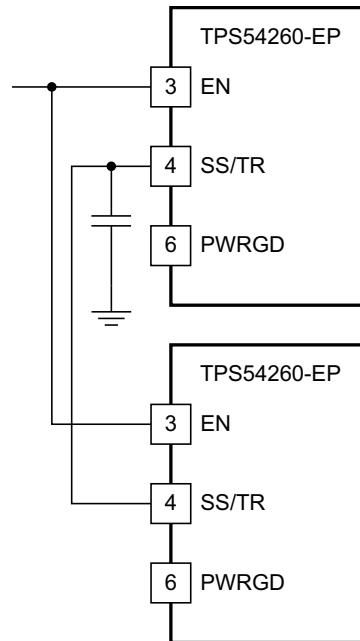 TPS54260-EP
3 EN
4 SS/TR
6 PWRGD
TPS54260-EP
3 EN
4 SS/TR
6 PWRGD